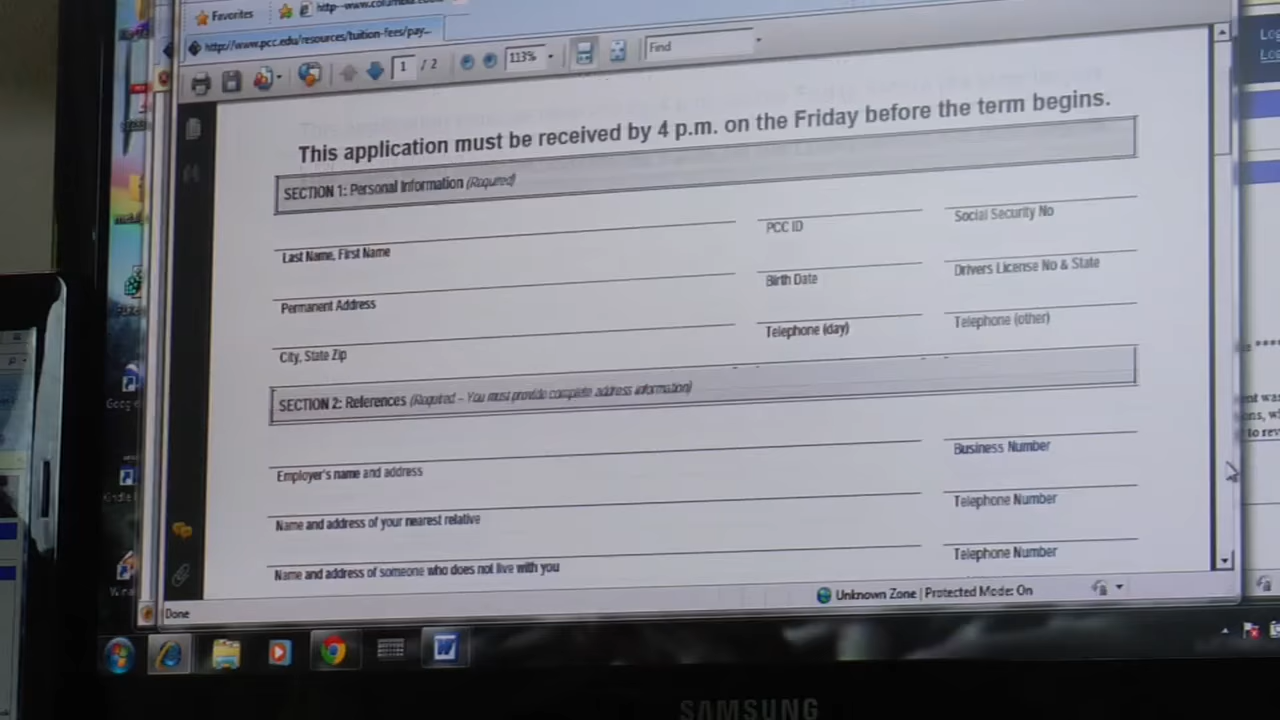 Favorites
http--www.columbia
http://www.pcc.edu/resources/tuition-fees/pay...
1 / 2
113%
Find
This application must be received by 4 p.m. on the Friday before the term begins.
SECTION 1: Personal Information (Required)
Last Name, First Name PCC ID Social Security No
Permanent Address Birth Date Drivers License No & State
City, State Zip Telephone (day) Telephone (other)
SECTION 2: References (Required – You must provide complete address information)
Employer's name and address Business Number
Name and address of your nearest relative Telephone Number
Name and address of someone who does not live with you Telephone Number
Done
Unknown Zone | Protected Mode: On
SAMSUNG